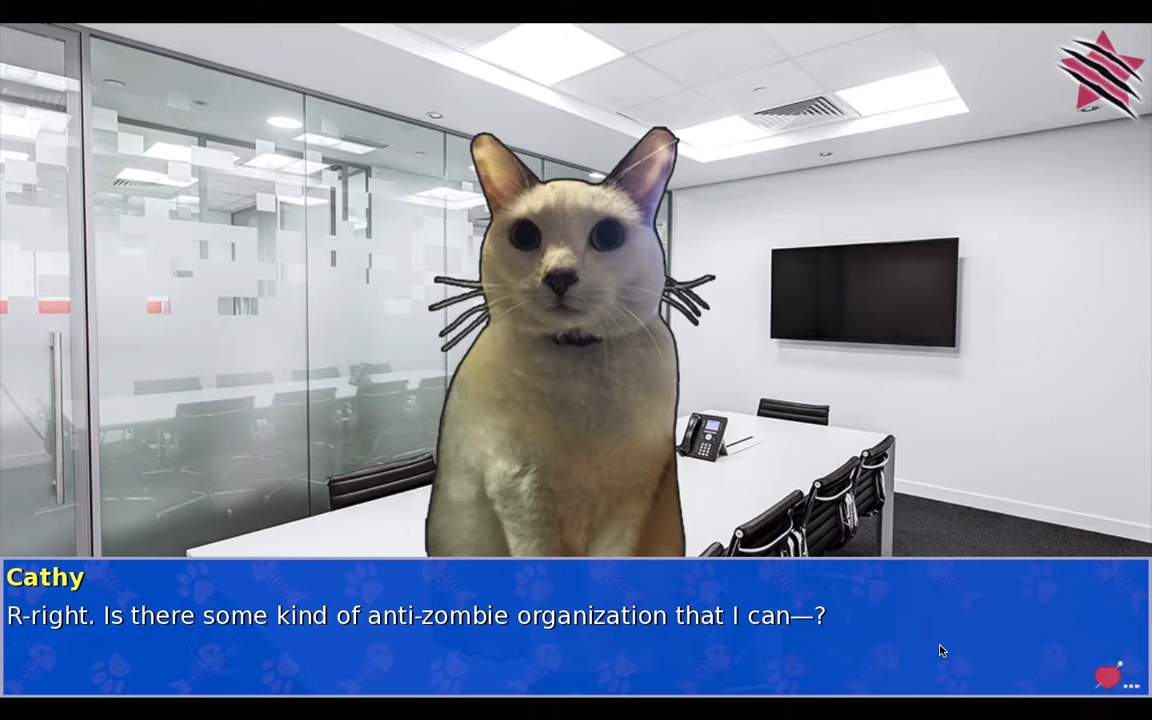 Cathy
R-right. Is there some kind of anti-zombie organization that I can—?